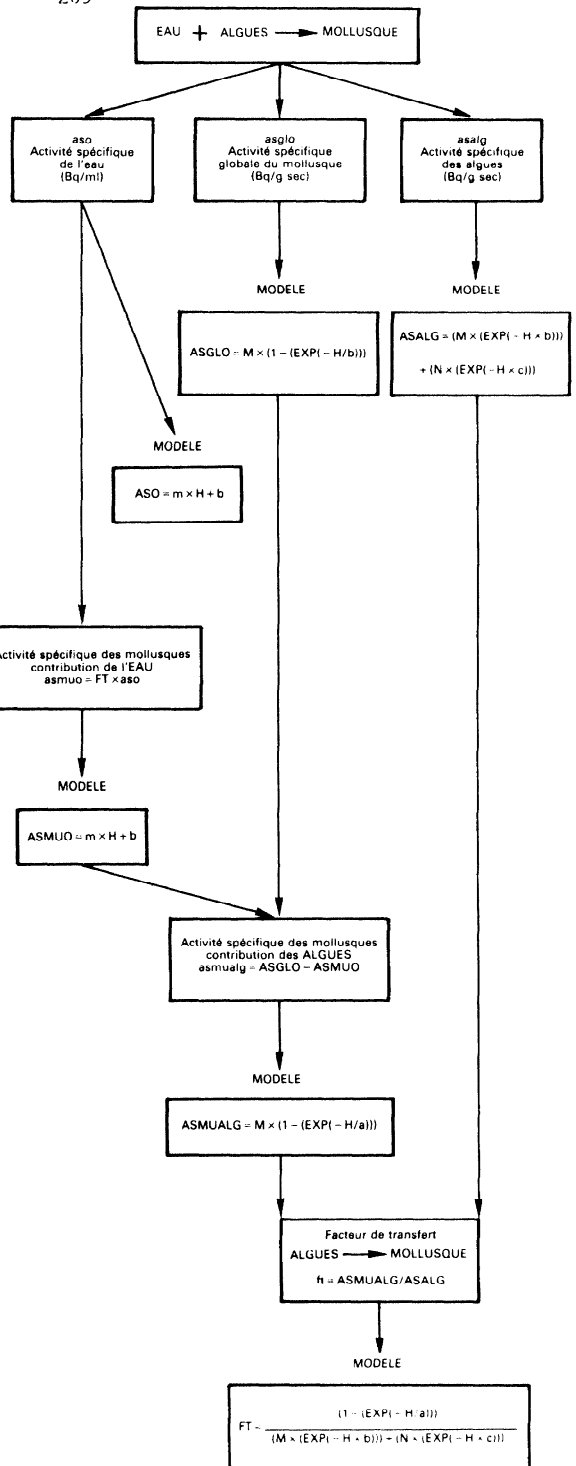 EAU + ALGUES → MOLLUSQUE
aso
Activité spécifique
de l'eau
(Bq/ml)
asglo
Activité spécifique
globale du mollusque
(Bq/g sec)
asalg
Activité spécifique
des algues
(Bq/g sec)
MODELE
MODELE
ASGLO = M × (1 - (EXP( - H/b)))
ASALG = (M × (EXP( - H × b)))
+ (N × (EXP( - H × c)))
MODELE
ASO = m × H + b
Activité spécifique des mollusques
contribution de l'EAU
asmuo = FT × aso
MODELE
ASMUO = m × H + b
Activité spécifique des mollusques
contribution des ALGUES
asmualg = ASGLO - ASMUO
MODELE
ASMUALG = M × (1 - (EXP( - H/a)))
Facteur de transfert
ALGUES → MOLLUSQUE
ft = ASMUALG/ASALG
MODELE
(1 - (EXP( - H/a)))
FT =
(M × (EXP( - H × b))) + (N × (EXP( - H × c)))